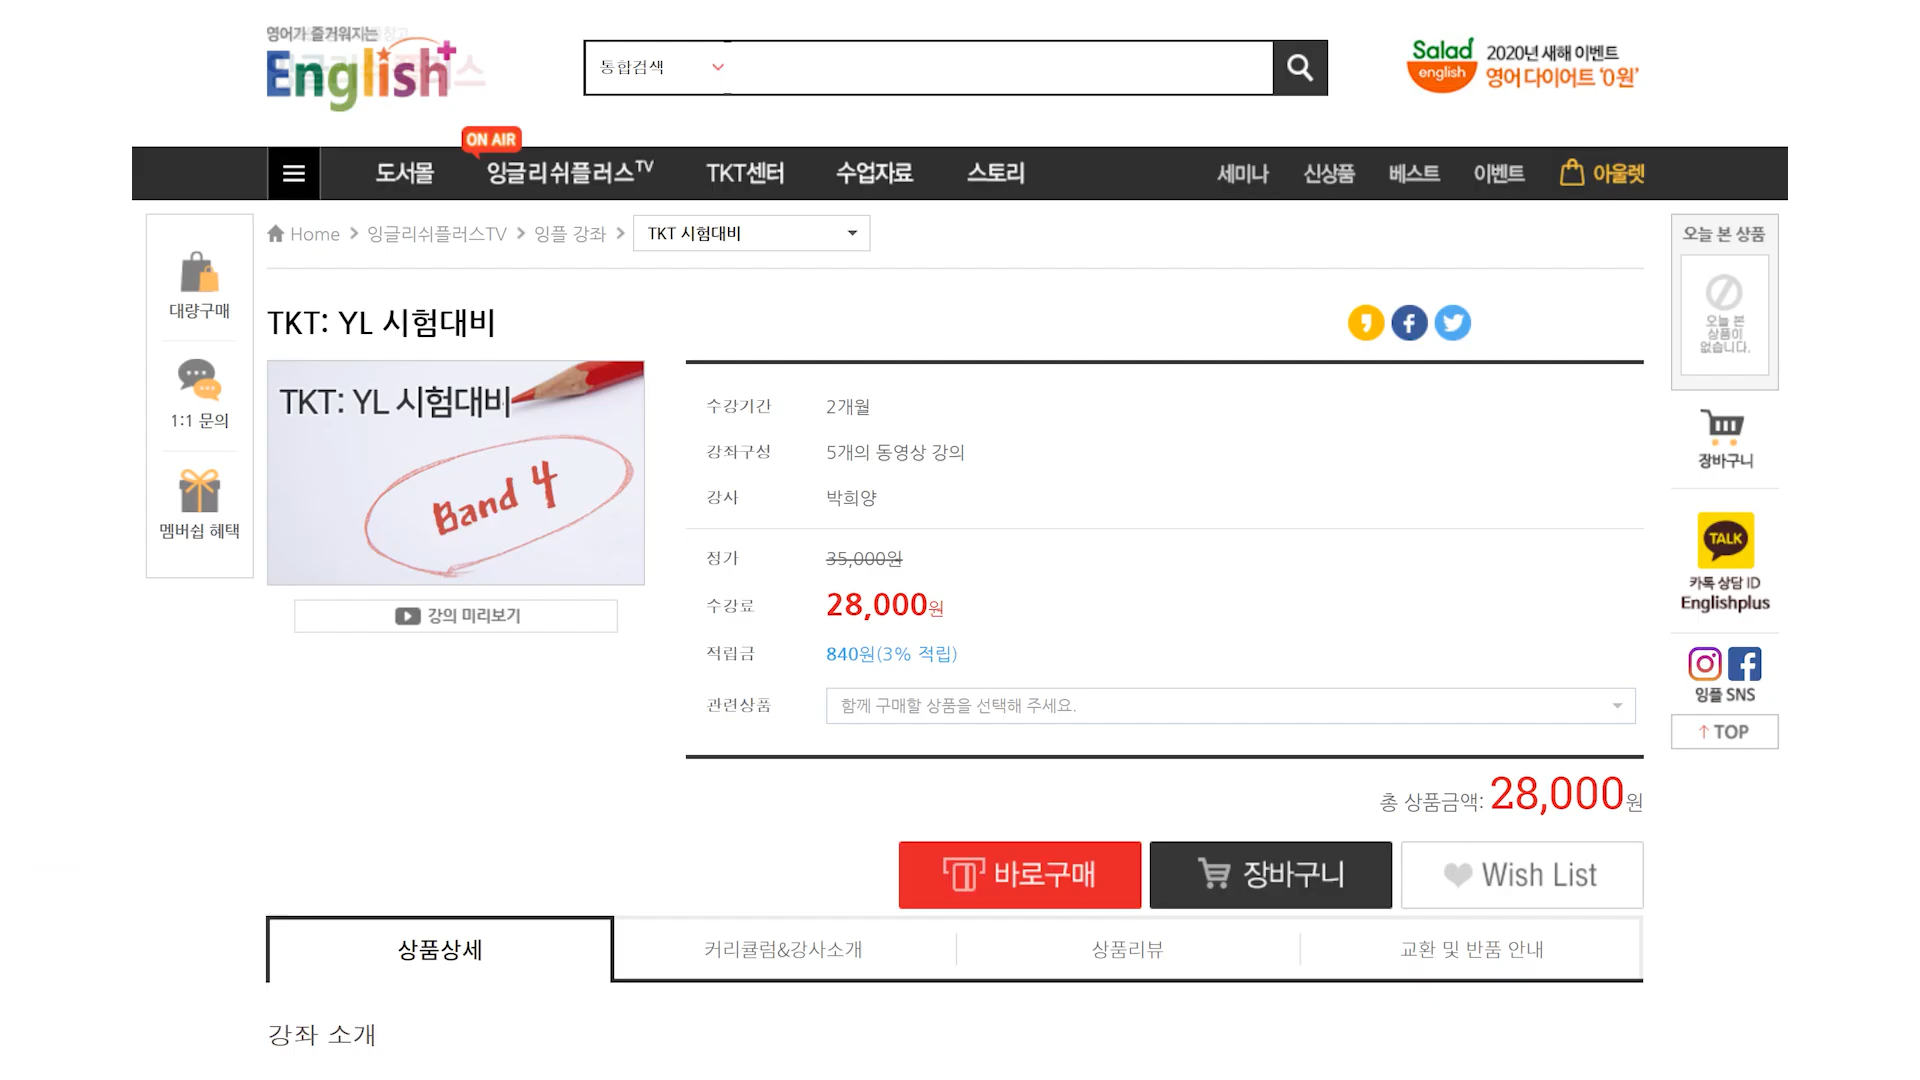 영어가 즐거워지는
English+
통합검색
Salad
english
2020년 새해 이벤트
영어 다이어트 ‘0원’
ON AIR
도서몰
잉글리쉬플러스TV
TKT센터
수업자료
스토리
세미나
신상품
베스트
이벤트
아울렛
Home > 잉글리쉬플러스TV > 잉플 강좌 >
TKT 시험대비
대량구매
1:1 문의
멤버쉽 혜택
TKT: YL 시험대비
TKT: YL 시험대비
Band 4
강의 미리보기
수강기간 2개월
강좌구성 5개의 동영상 강의
강사 박희양
정가 35,000원
수강료 28,000원
적립금 840원(3% 적립)
관련상품 함께 구매할 상품을 선택해 주세요.
총 상품금액: 28,000원
바로구매
장바구니
Wish List
상품상세
커리큘럼&강사소개
상품리뷰
교환 및 반품 안내
강좌 소개
오늘 본 상품
오늘 본
상품이
없습니다.
장바구니
TALK
카톡 상담 ID
Englishplus
잉플 SNS
↑ TOP